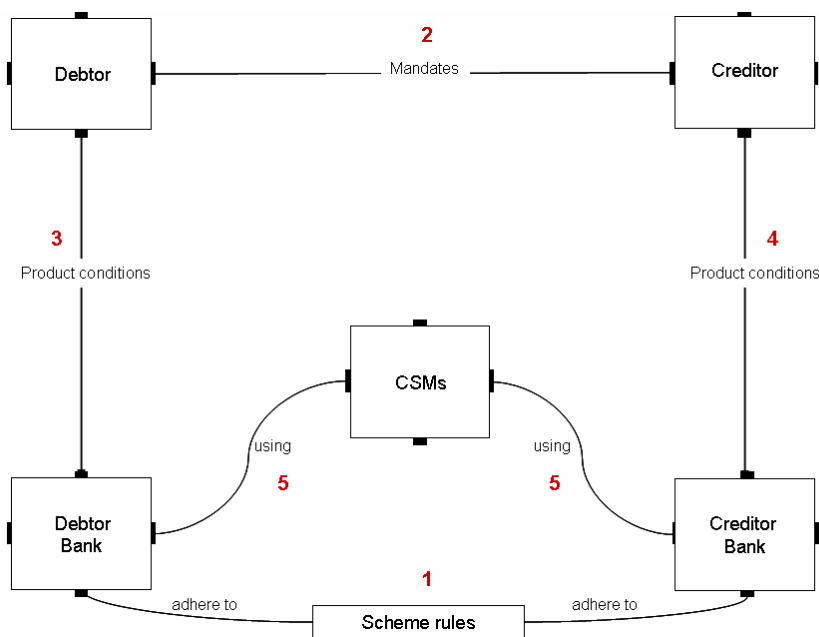 2
Debtor
Mandates
Creditor
3
4
Product conditions
Product conditions
CSMs
using
using
5
5
Debtor
Bank
Creditor
Bank
1
adhere to
adhere to
Scheme rules